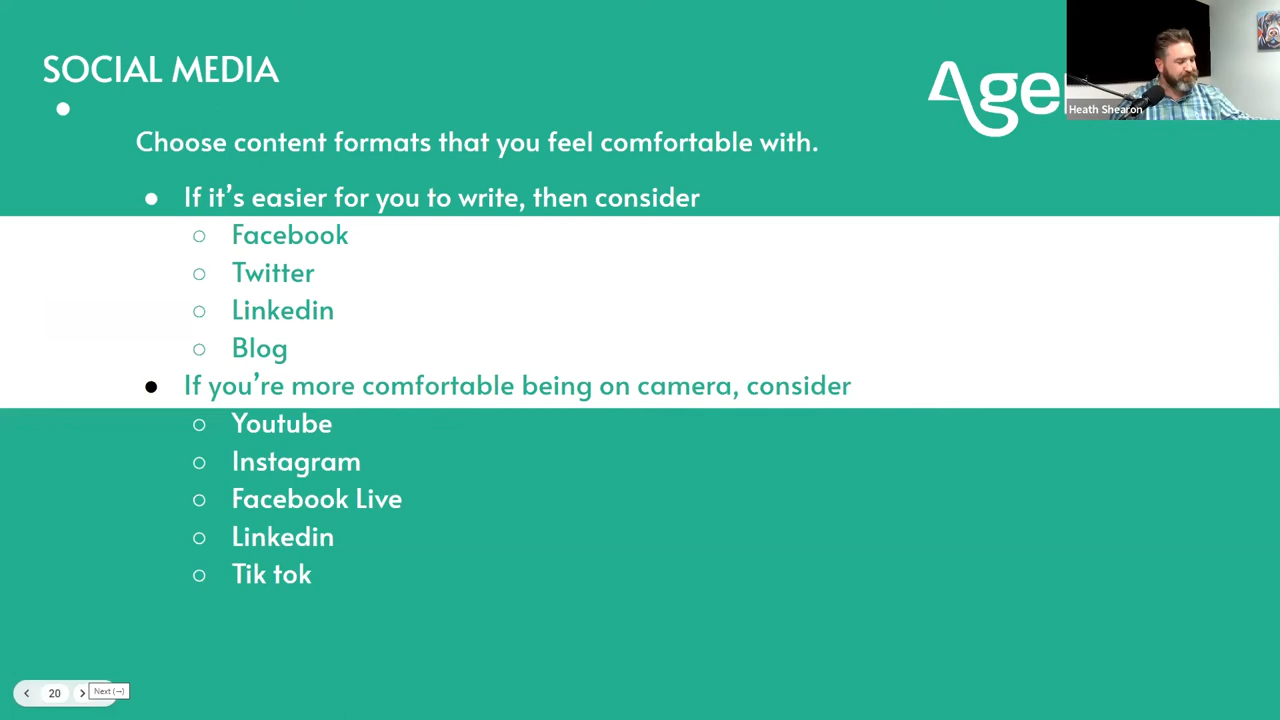 SOCIAL MEDIA
Age
Heath Shearon
Choose content formats that you feel comfortable with.
If it's easier for you to write, then consider
Facebook
Twitter
Linkedin
Blog
If you're more comfortable being on camera, consider
Youtube
Instagram
Facebook Live
Linkedin
Tik tok
20
Next (→)